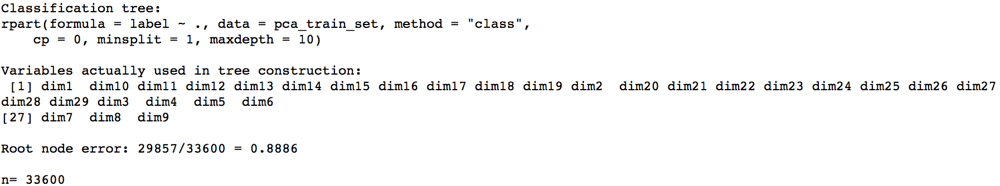 Classification tree:
rpart(formula = label ~ ., data = pca_train_set, method = "class",
    cp = 0, minsplit = 1, maxdepth = 10)

Variables actually used in tree construction:
 [1] dim1  dim10 dim11 dim12 dim13 dim14 dim15 dim16 dim17 dim18 dim19 dim2  dim20 dim21 dim22 dim23 dim24 dim25 dim26 dim27
dim28 dim29 dim3  dim4  dim5  dim6
[27] dim7  dim8  dim9

Root node error: 29857/33600 = 0.8886

n= 33600